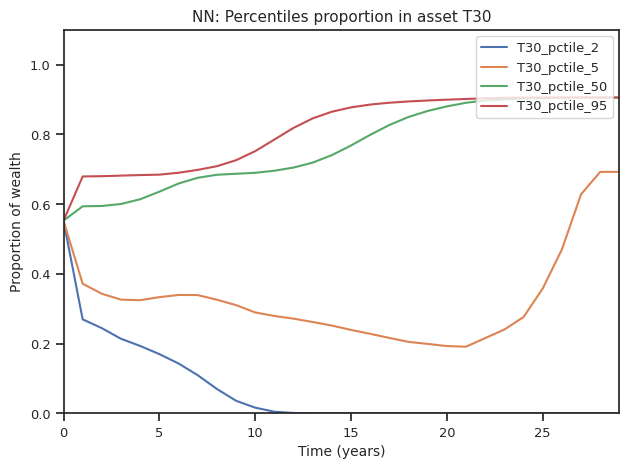 NN: Percentiles proportion in asset T30
T30_pctile_2
T30_pctile_5
T30_pctile_50
T30_pctile_95
Proportion of wealth
1.0
0.8
0.6
0.4
0.2
0.0
0 5 10 15 20 25
Time (years)